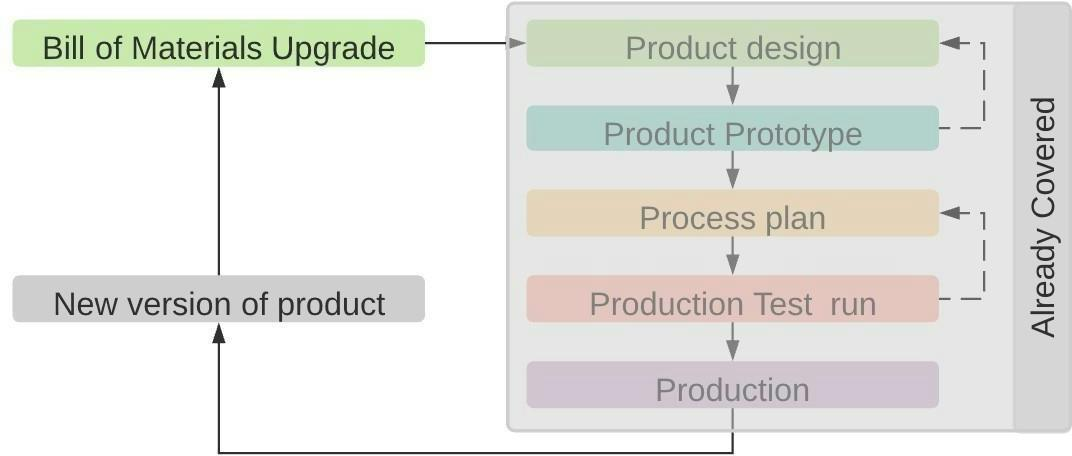 Bill of Materials Upgrade
Product design
Product Prototype
Process plan
New version of product
Production Test run
Production
Already Covered